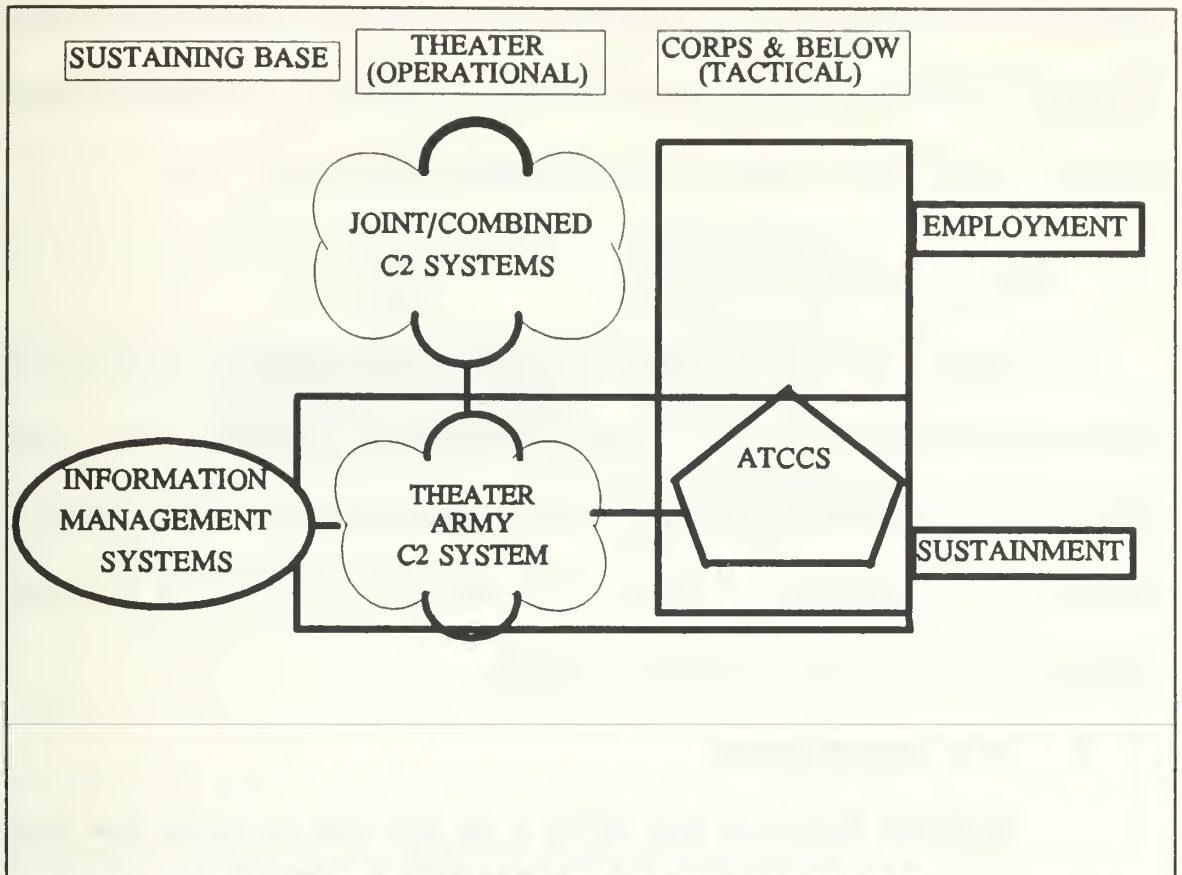 SUSTAINING BASE
THEATER
(OPERATIONAL)
CORPS & BELOW
(TACTICAL)
JOINT/COMBINED
C2 SYSTEMS
EMPLOYMENT
INFORMATION
MANAGEMENT
SYSTEMS
THEATER
ARMY
C2 SYSTEM
ATCCS
SUSTAINMENT